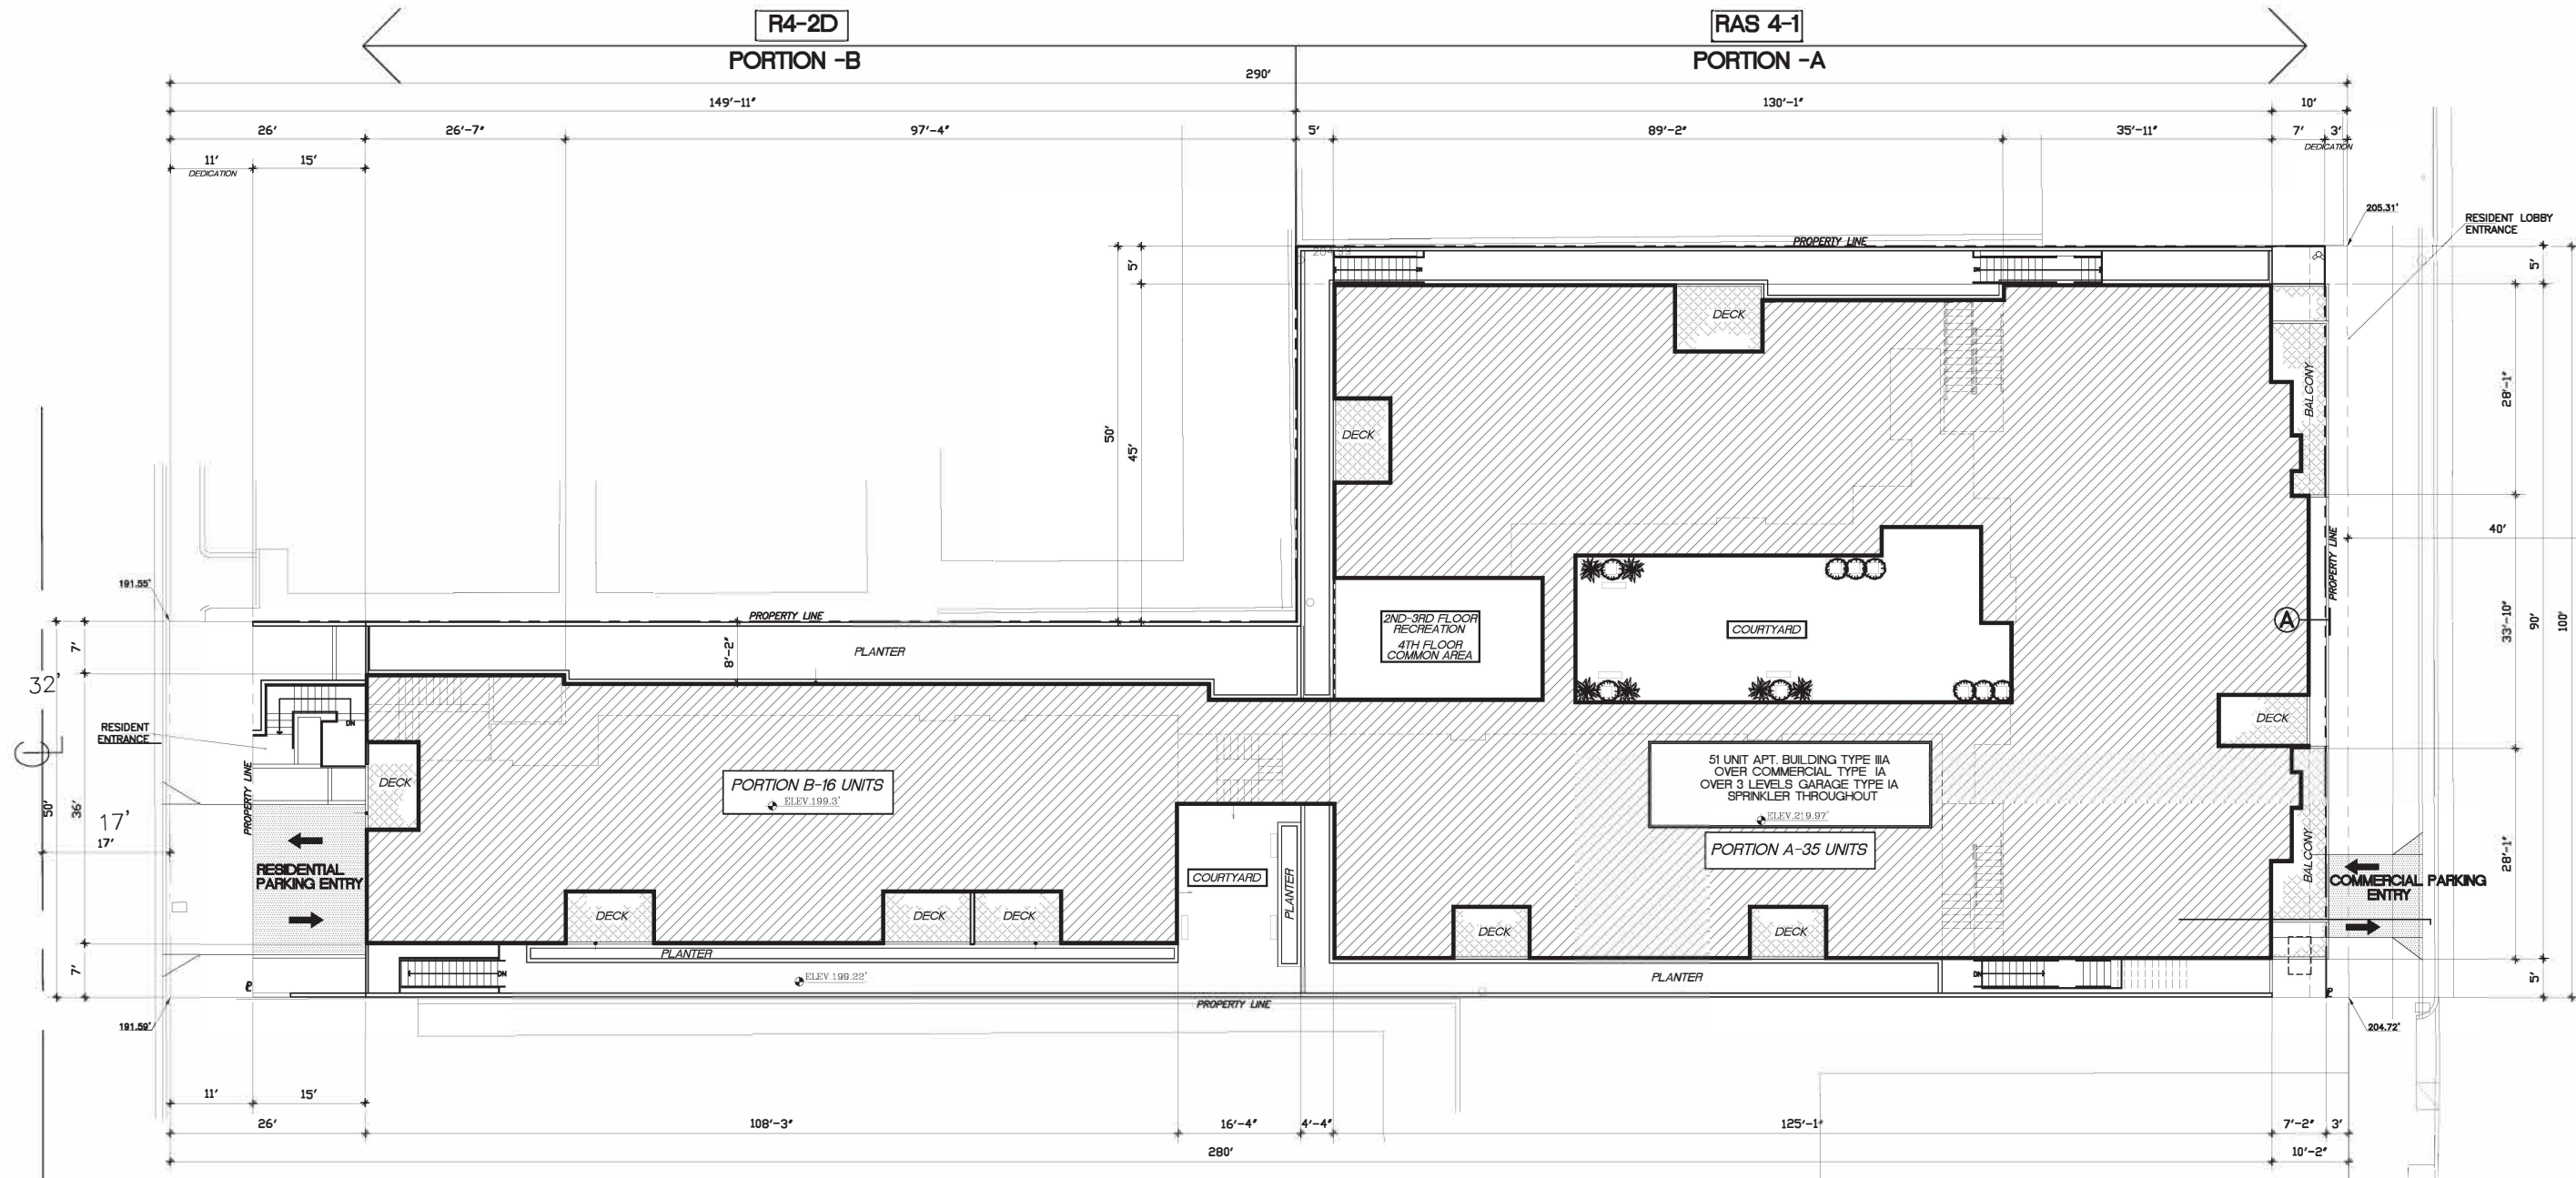 R4-2D
RAS 4-1
PORTION -B
PORTION -A
290'
149'-11"
130'-1"
10'
26'
26'-7"
97'-4"
5'
89'-2"
35'-11"
7'
3'
11'
15'
DEDICATION
DEDICATION
205.31'
RESIDENT LOBBY
ENTRANCE
PROPERTY LINE
5'
5'
DECK
28'-1"
BALCONY
50'
45'
DECK
40'
PROPERTY LINE
191.55'
PROPERTY LINE
7'
8'-2"
PLANTER
2ND-3RD FLOOR
RECREATION
4TH FLOOR
COMMON AREA
COURTYARD
A
33'-10"
90'
100'
32'
RESIDENT
ENTRANCE
DN
DECK
CL
PROPERTY LINE
DECK
PORTION B-16 UNITS
ELEV.199.3'
51 UNIT APT. BUILDING TYPE IIIA
OVER COMMERCIAL TYPE IA
OVER 3 LEVELS GARAGE TYPE IA
SPRINKLER THROUGHOUT
ELEV.219.97'
50'
36'
17'
17'
PORTION A-35 UNITS
BALCONY
28'-1"
RESIDENTIAL
PARKING ENTRY
COURTYARD
PLANTER
COMMERCIAL PARKING
ENTRY
DECK
DECK
DECK
DECK
DECK
PLANTER
7'
DN
ELEV.199.22'
PLANTER
DN
5'
PROPERTY LINE
191.59'
204.72'
11'
15'
26'
108'-3"
16'-4"
4'-4"
125'-1"
7'-2"
3'
280'
10'-2"